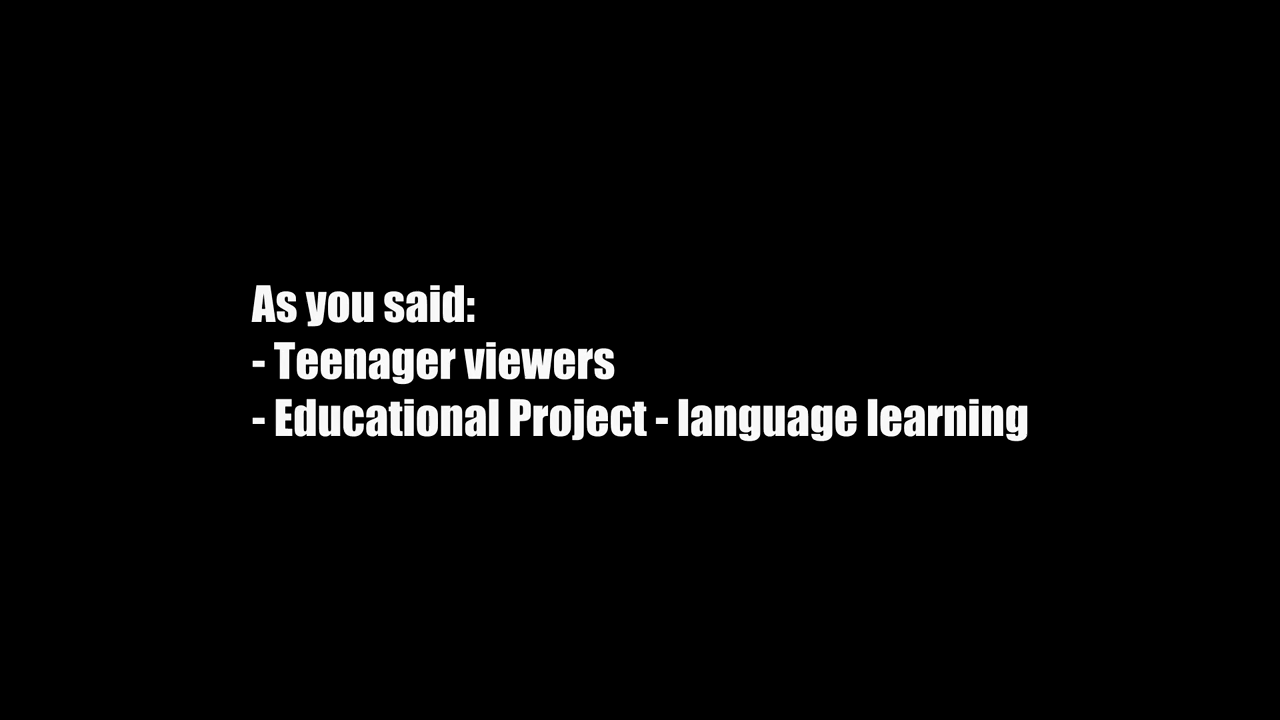 As you said:
- Teenager viewers
- Educational Project - language learning